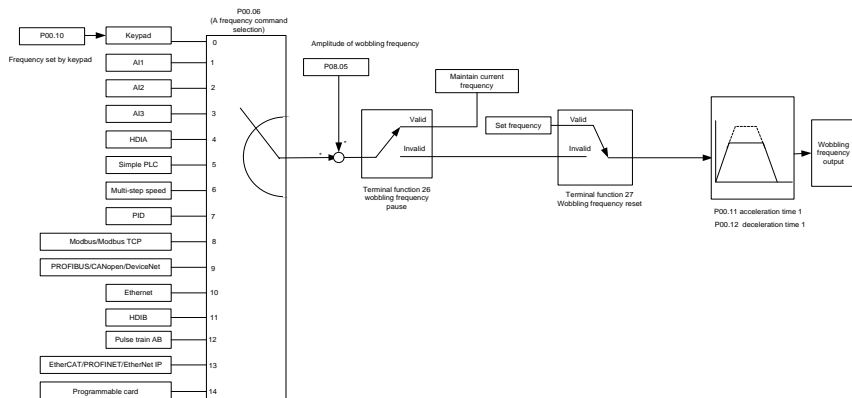 P00.06
(A frequency command
selection)
P00.10
Keypad
0
Frequency set by keypad
AI1
1
AI2
2
AI3
3
HDIA
4
Simple PLC
5
Multi-step speed
6
PID
7
Modbus/Modbus TCP
8
PROFIBUS/CANopen/DeviceNet
9
Ethernet
10
HDIB
11
Pulse train AB
12
EtherCAT/PROFINET/EtherNet IP
13
Programmable card
14
Amplitude of wobbling frequency
P08.05
+
+
Maintain current
frequency
Valid
Invalid
Terminal function 26
wobbling frequency
pause
Set frequency
Valid
Invalid
Terminal function 27
Wobbling frequency reset
P00.11 acceleration time 1
P00.12 deceleration time 1
Wobbling
frequency
output